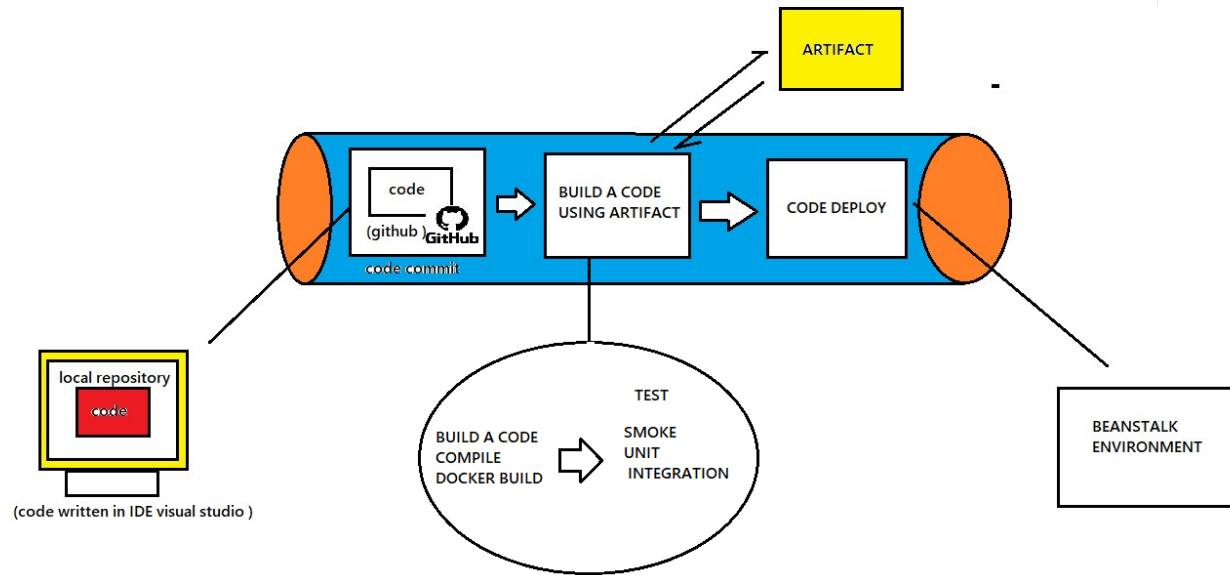 ARTIFACT
code
(github )
GitHub
code commit
BUILD A CODE
USING ARTIFACT
CODE DEPLOY
local repository
code
(code written in IDE visual studio )
BUILD A CODE
COMPILE
DOCKER BUILD
TEST
SMOKE
UNIT
INTEGRATION
BEANSTALK
ENVIRONMENT